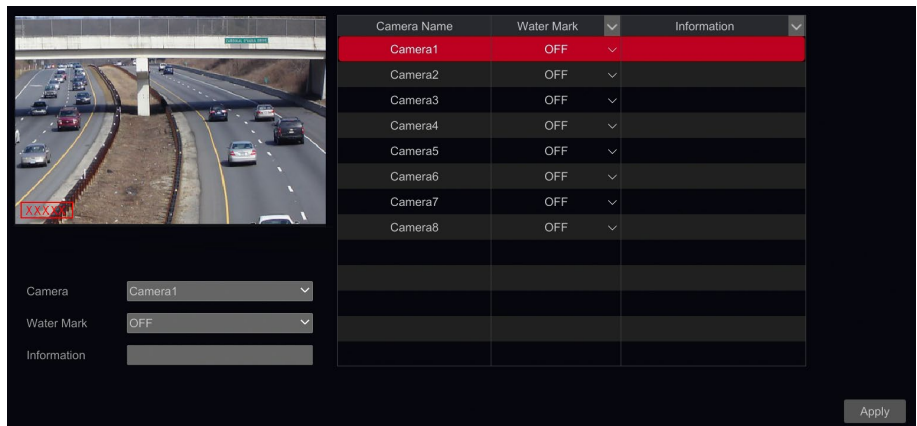 Camera Name Water Mark Information
Camera1 OFF
Camera2 OFF
Camera3 OFF
Camera4 OFF
Camera5 OFF
Camera6 OFF
Camera7 OFF
Camera8 OFF
XXXX
Camera Camera1
Water Mark OFF
Information
Apply